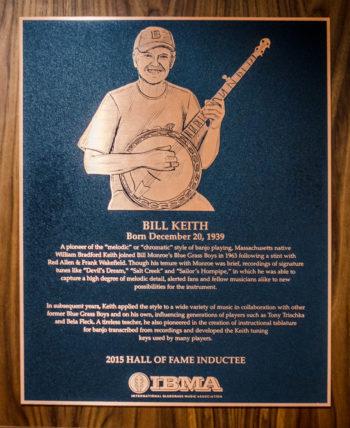 B
BILL KEITH
Born December 20, 1939
A pioneer of the "melodic" or "chromatic" style of banjo playing, Massachusetts native
William Bradford Keith joined Bill Monroe's Blue Grass Boys in 1963 following a stint with
Red Allen & Frank Wakefield. Though his tenure with Monroe was brief, recordings of signature
tunes like "Devil's Dream," "Salt Creek" and "Sailor's Hornpipe," in which he was able to
capture a high degree of melodic detail, alerted fans and fellow musicians alike to new
possibilities for the instrument.
In subsequent years, Keith applied the style to a wide variety of music in collaboration with other
former Blue Grass Boys and on his own, influencing generations of players such as Tony Trischka
and Bela Fleck. A tireless teacher, he also pioneered in the creation of instructional tablature
for banjo transcribed from recordings and developed the Keith tuning
keys used by many players.
2015 HALL OF FAME INDUCTEE
IBMA
INTERNATIONAL BLUEGRASS MUSIC ASSOCIATION